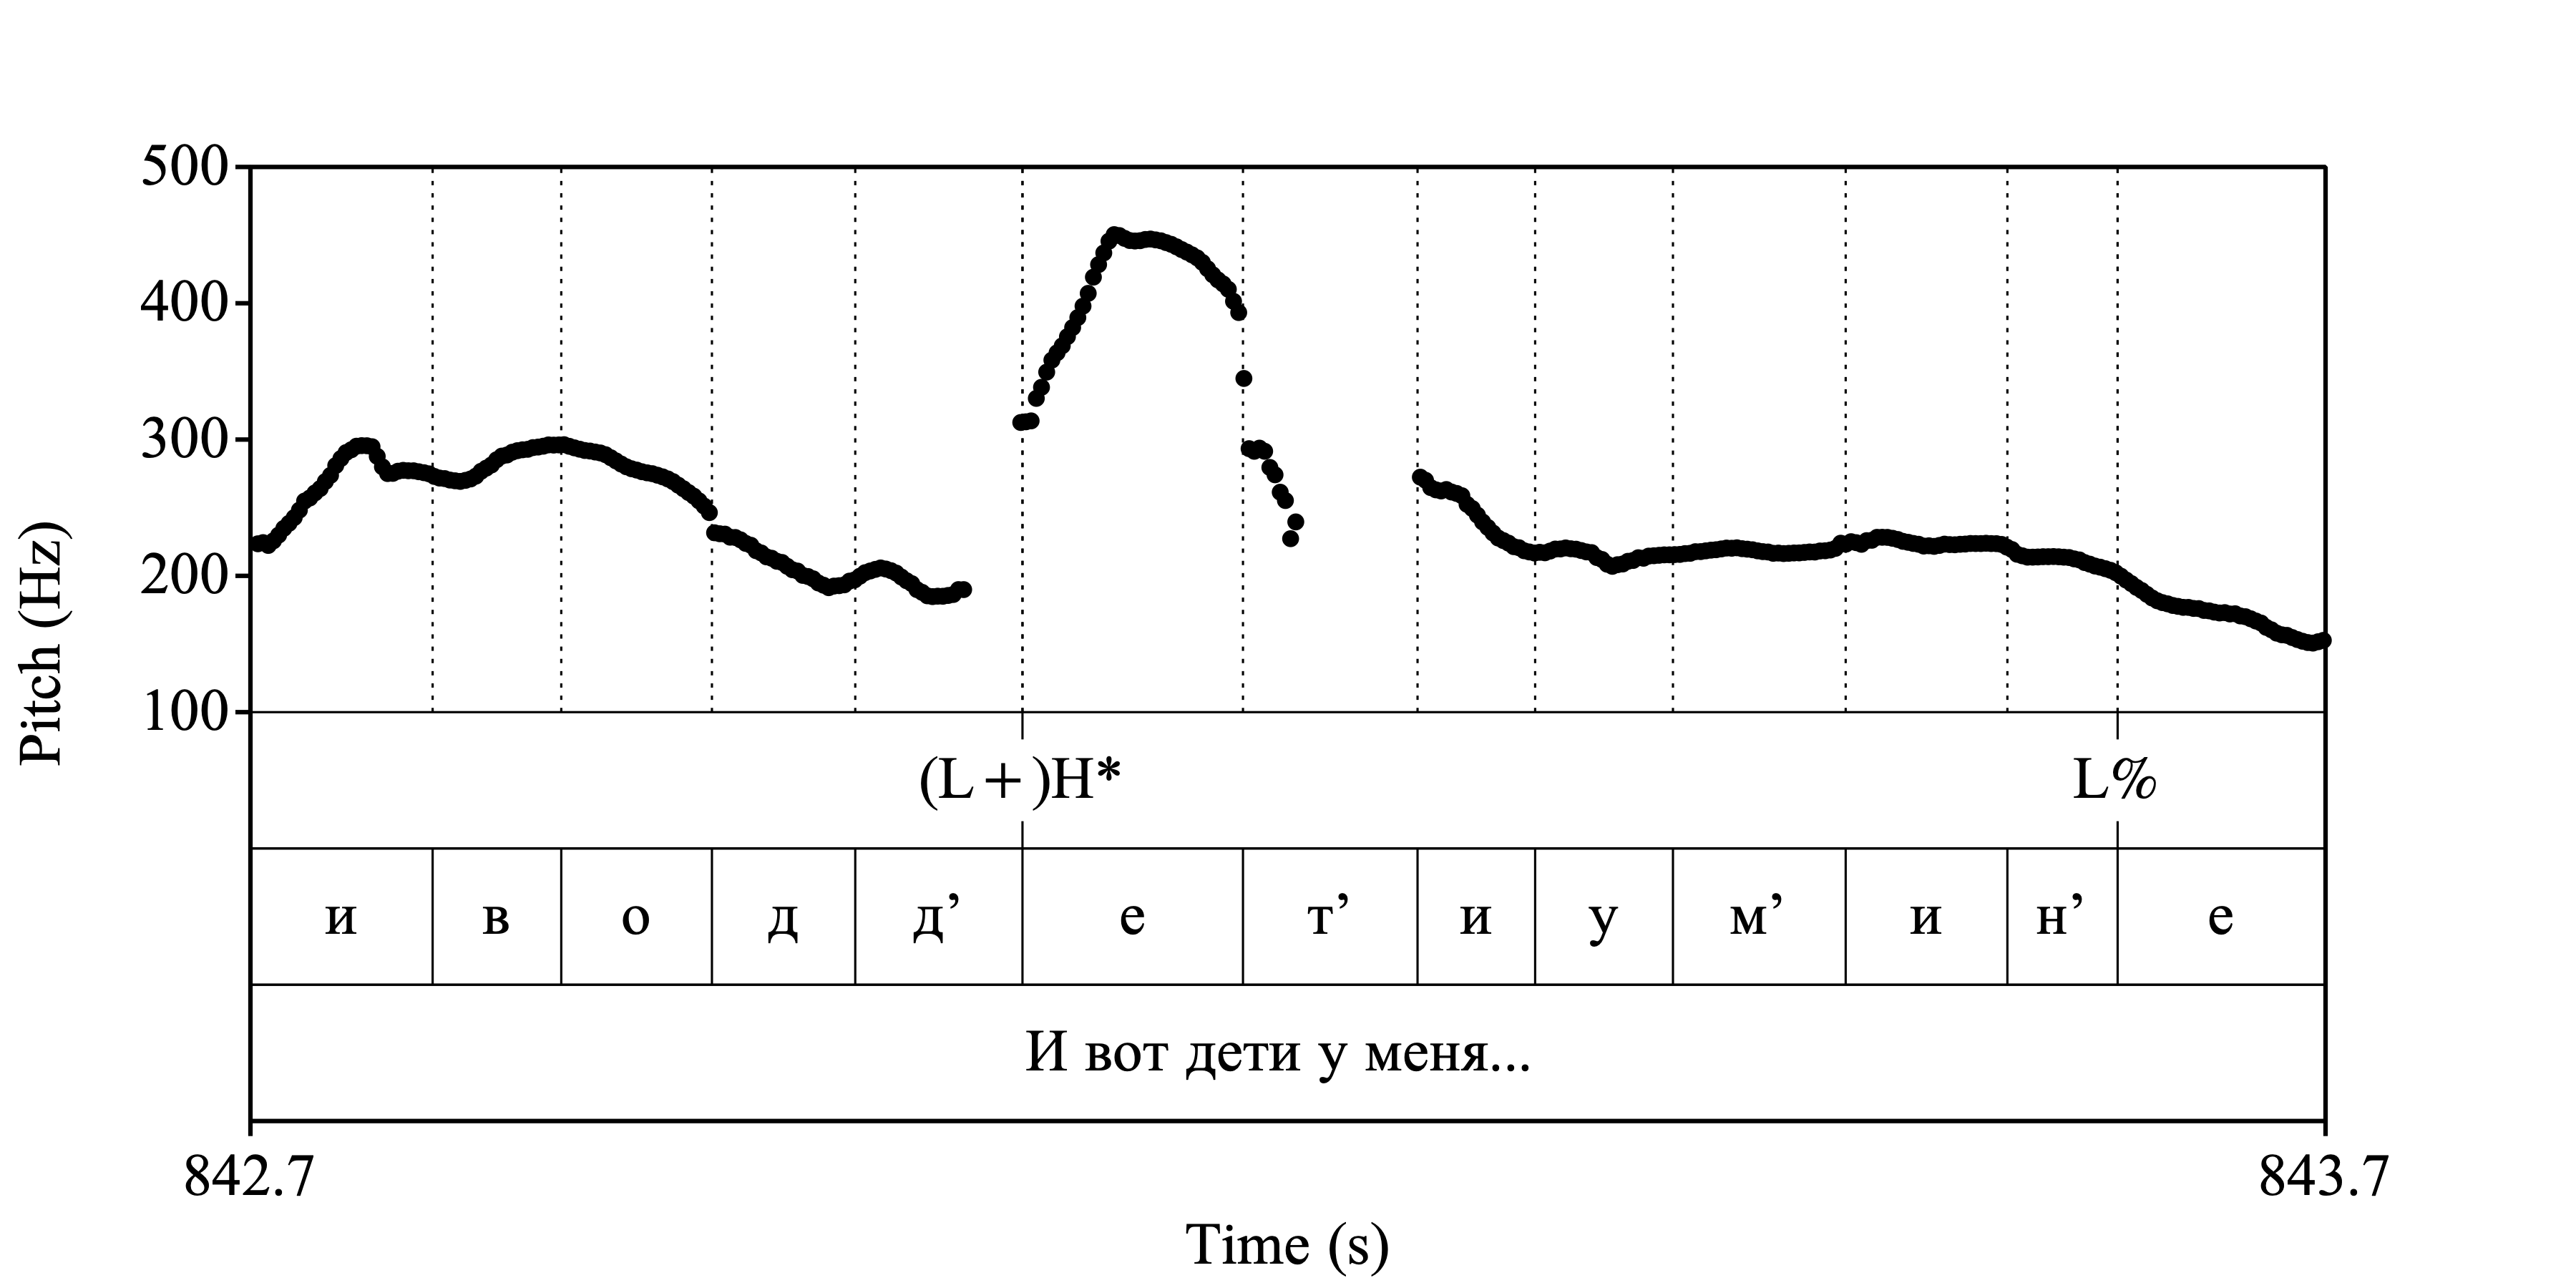 500
400
300
200
100
Pitch (Hz)
(L+)H* L%
и в о д д’ е т’ и у м’ и н’ е
И вот дети у меня...
842.7 843.7
Time (s)